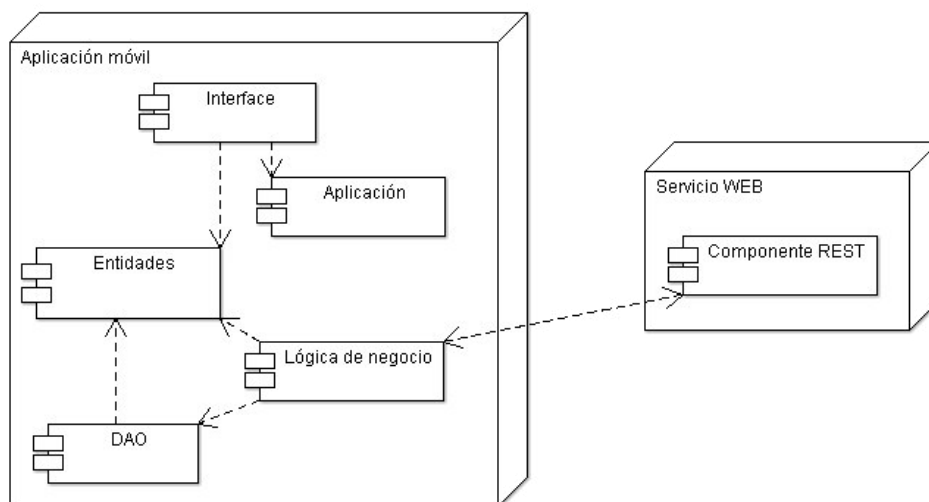 Aplicación móvil
Interface
Aplicación
Entidades
Lógica de negocio
DAO
Servicio WEB
Componente REST